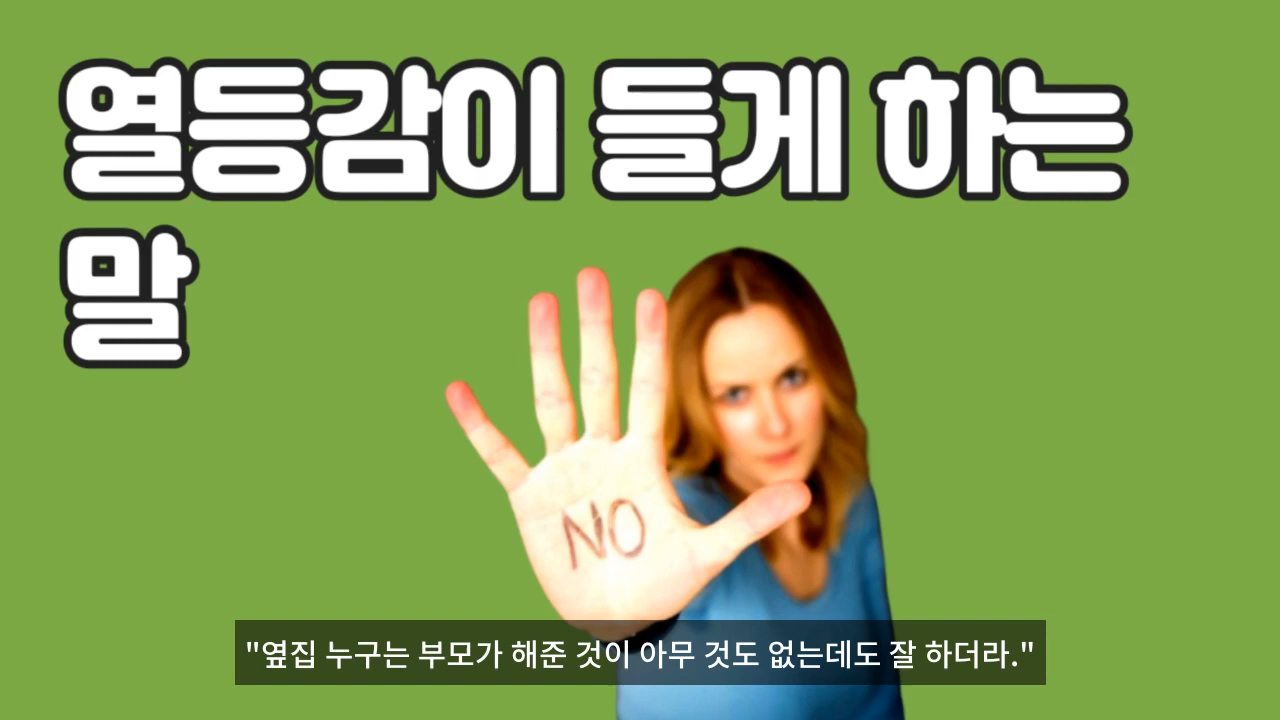 열등감이 들게 하는
말
NO
"옆집 누구는 부모가 해준 것이 아무 것도 없는데도 잘 하더라."